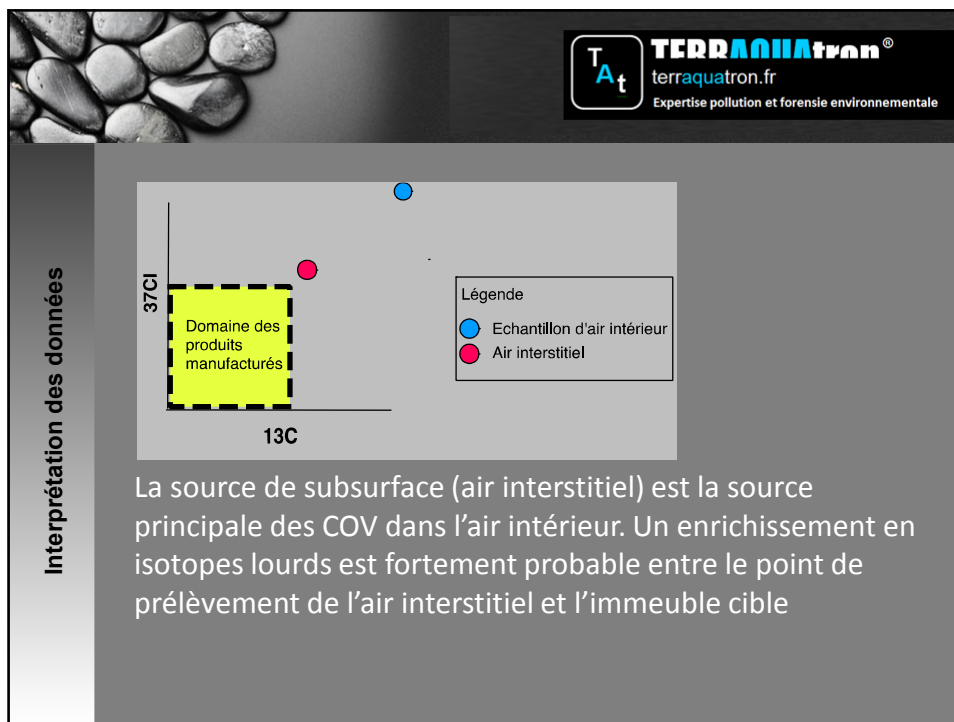 T
A
t
TERRAQUAtron®
terraquatron.fr
Expertise pollution et forensie environnementale
Interprétation des données
37Cl
Domaine des
produits
manufacturés
13C
Légende
Echantillon d'air intérieur
Air interstitiel
La source de subsurface (air interstitiel) est la source
principale des COV dans l’air intérieur. Un enrichissement en
isotopes lourds est fortement probable entre le point de
prélèvement de l’air interstitiel et l’immeuble cible